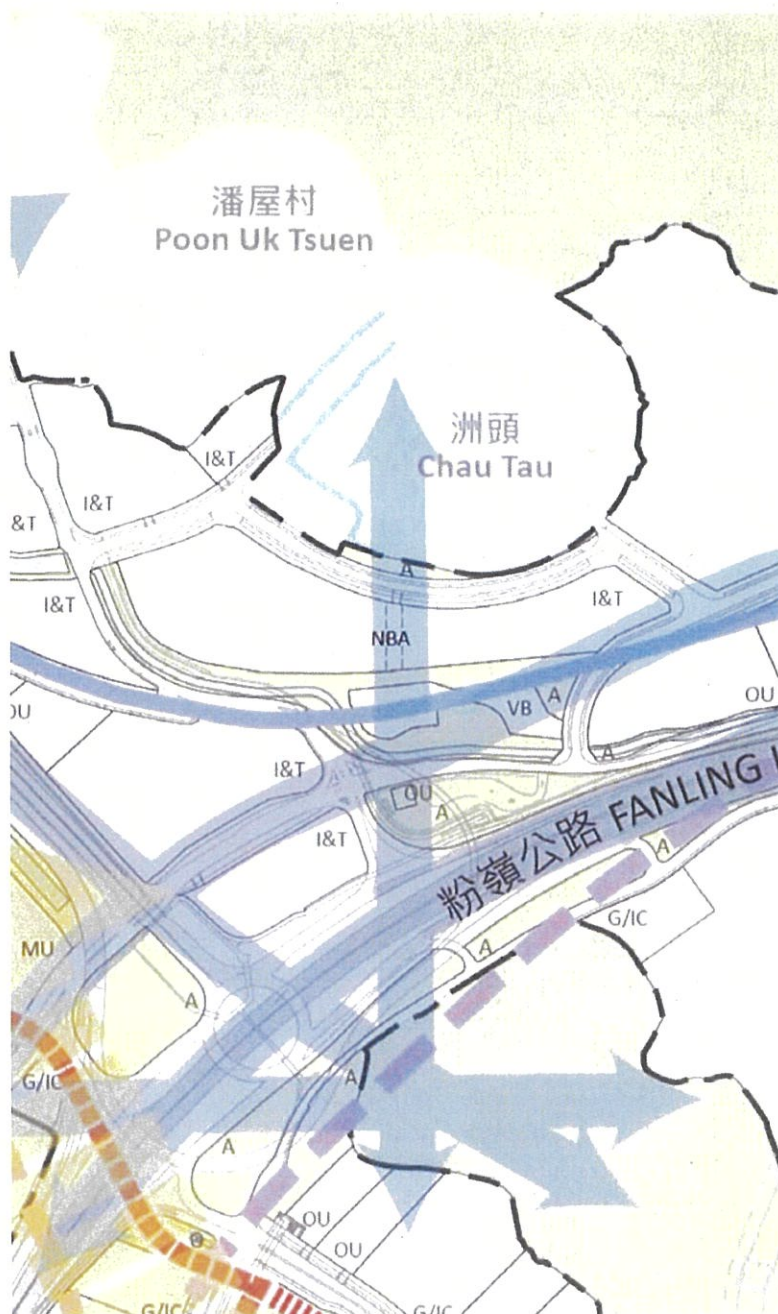 潘屋村
Poon Uk Tsuen
洲頭
Chau Tau
I&T
I&T
&T
A
I&T
I&T
NBA
OU
VB
A
OU
I&T
A
OU
A
I&T
粉嶺公路 FANLING
A
G/IC
MU
A
A
A
G/IC
A
OU
OU
G/IC
G/IC